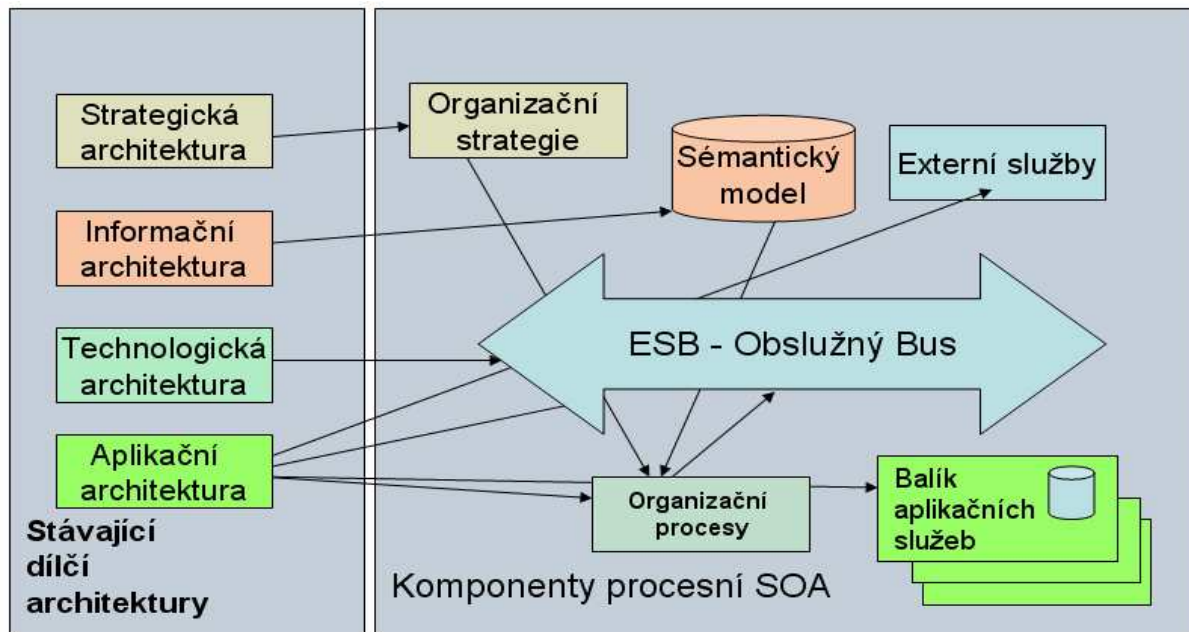 Strategická
architektura
Informační
architektura
Technologická
architektura
Aplikační
architektura
Stávající
dílčí
architektury
Organizační
strategie
Sémantický
model
Externí služby
ESB - Obslužný Bus
Organizační
procesy
Balík
aplikačních
služeb
Komponenty procesní SOA